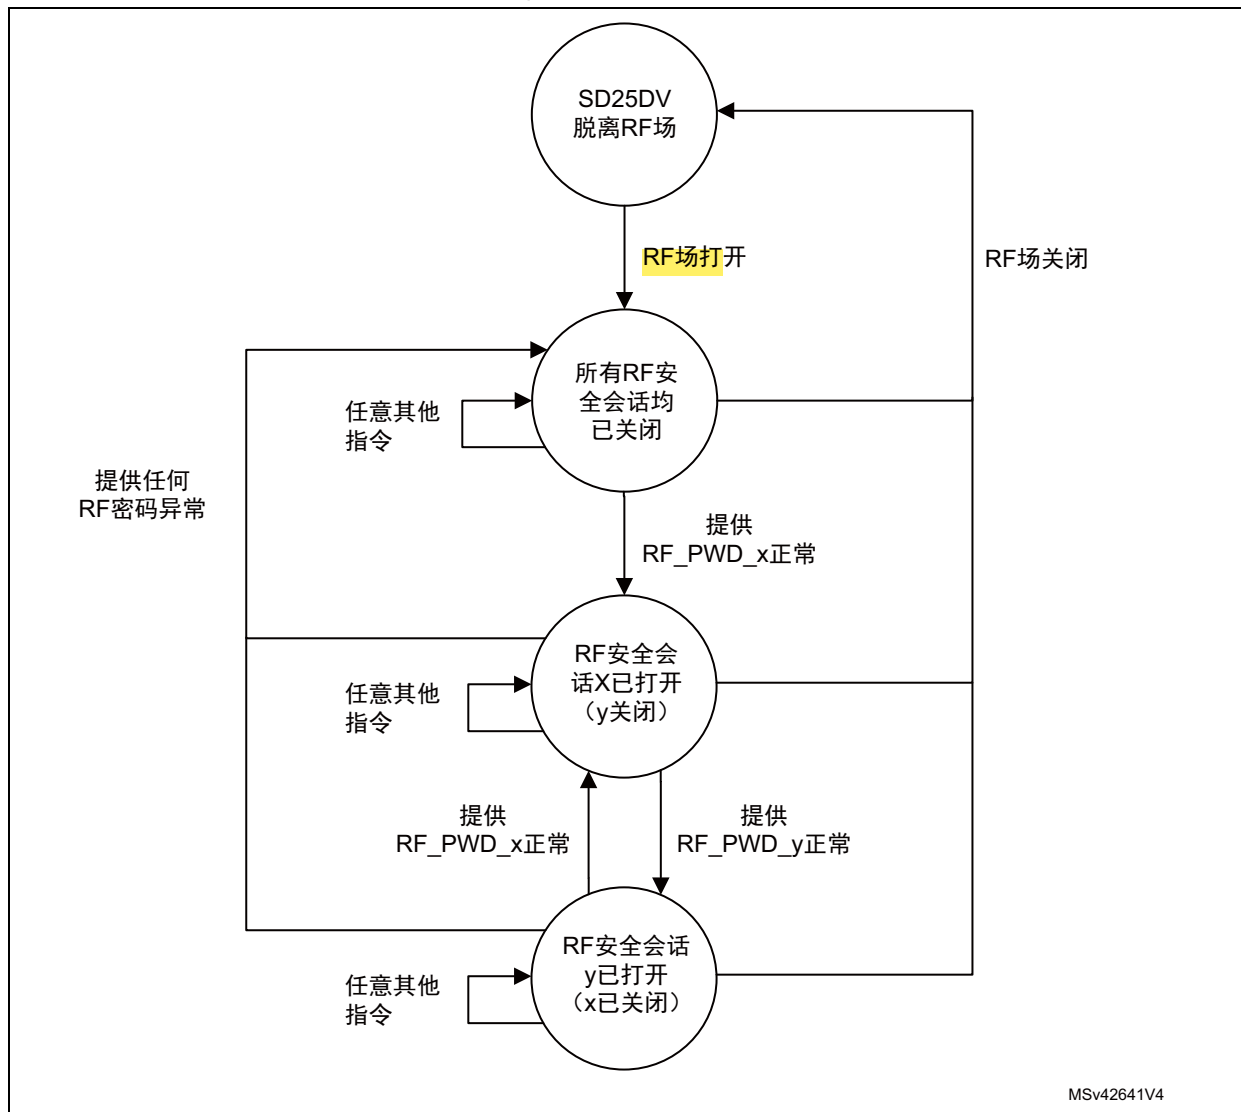 SD25DV
脱离RF场
RF场打开
RF场关闭
所有RF安
全会话均
已关闭
任意其他
指令
提供任何
RF密码异常
提供
RF_PWD_x正常
RF安全会
话X已打开
（y关闭）
任意其他
指令
提供
RF_PWD_x正常
提供
RF_PWD_y正常
RF安全会话
y已打开
（x已关闭）
任意其他
指令
MSv42641V4